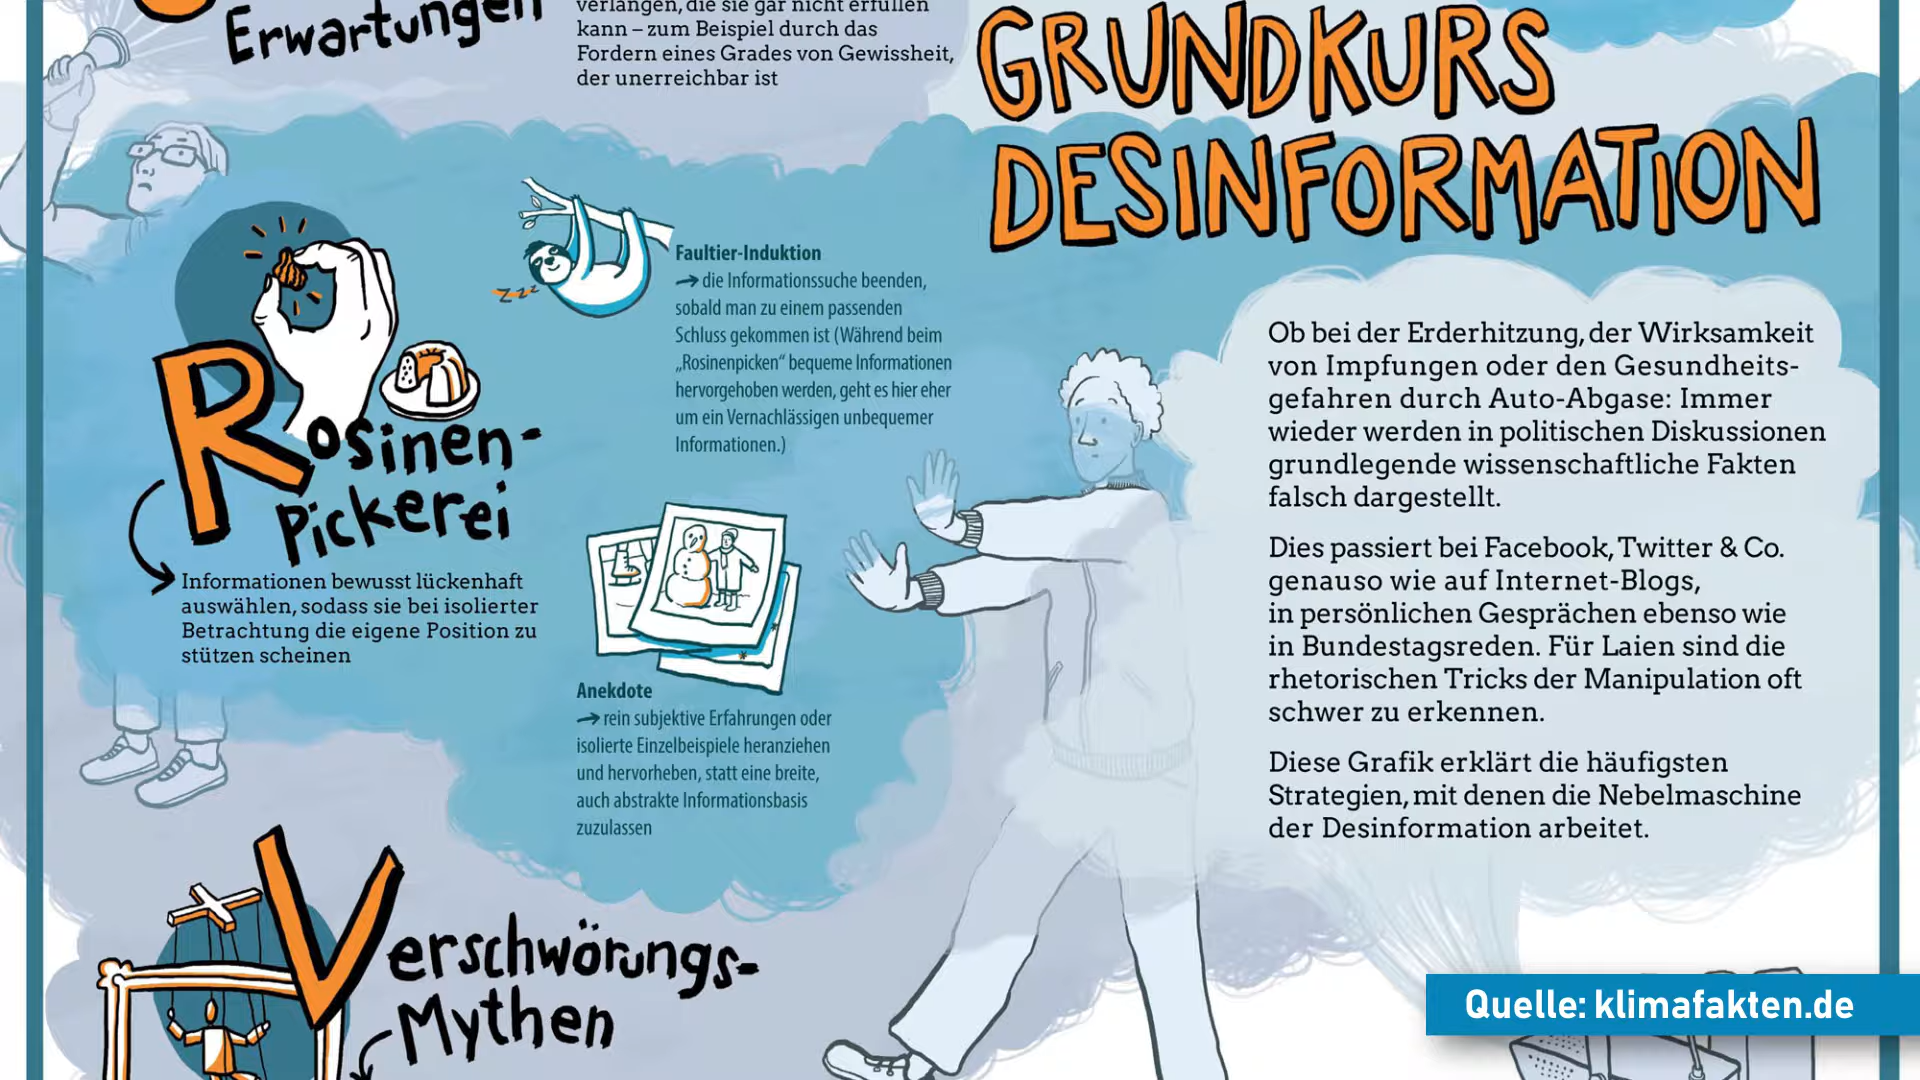 Erwartungen
verlangen, die sie gar nicht erfüllen
kann – zum Beispiel durch das
Fordern eines Grades von Gewissheit,
der unerreichbar ist
GRUNDKURS
DESINFORMATION
Faultier-Induktion
→ die Informationssuche beenden,
sobald man zu einem passenden
Schluss gekommen ist (Während beim
„Rosinenpicken“ bequeme Informationen
hervorgehoben werden, geht es hier eher
um ein Vernachlässigen unbequemer
Informationen.)
zzz
Rosinen-
Pickerei
Informationen bewusst lückenhaft
auswählen, sodass sie bei isolierter
Betrachtung die eigene Position zu
stützen scheinen
Anekdote
→ rein subjektive Erfahrungen oder
isolierte Einzelbeispiele heranziehen
und hervorheben, statt eine breite,
auch abstrakte Informationsbasis
zuzulassen
Verschwörungs-
Mythen
Ob bei der Erderhitzung, der Wirksamkeit
von Impfungen oder den Gesundheits-
gefahren durch Auto-Abgase: Immer
wieder werden in politischen Diskussionen
grundlegende wissenschaftliche Fakten
falsch dargestellt.
Dies passiert bei Facebook, Twitter & Co.
genauso wie auf Internet-Blogs,
in persönlichen Gesprächen ebenso wie
in Bundestagsreden. Für Laien sind die
rhetorischen Tricks der Manipulation oft
schwer zu erkennen.
Diese Grafik erklärt die häufigsten
Strategien, mit denen die Nebelmaschine
der Desinformation arbeitet.
Quelle: klimafakten.de